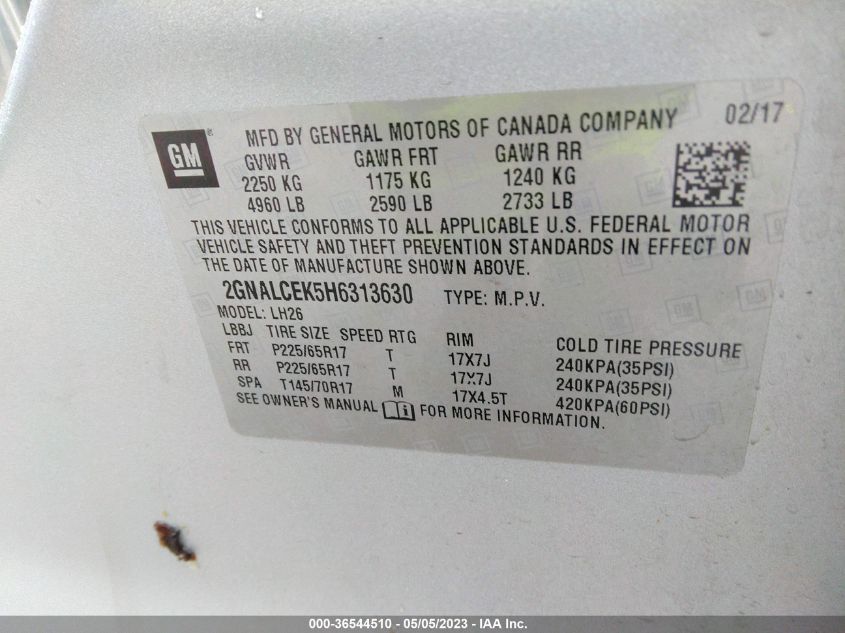 GM ®
MFD BY GENERAL MOTORS OF CANADA COMPANY 02/17
GVWR GAWR FRT GAWR RR
2250 KG 1175 KG 1240 KG
4960 LB 2590 LB 2733 LB
THIS VEHICLE CONFORMS TO ALL APPLICABLE U.S. FEDERAL MOTOR
VEHICLE SAFETY AND THEFT PREVENTION STANDARDS IN EFFECT ON
THE DATE OF MANUFACTURE SHOWN ABOVE.
2GNALCEK5H6313630 TYPE: M.P.V.
MODEL: LH26
LBBJ TIRE SIZE SPEED RTG RIM COLD TIRE PRESSURE
FRT P225/65R17 T 17X7J 240KPA(35PSI)
RR P225/65R17 T 17X7J 240KPA(35PSI)
SPA T145/70R17 M 17X4.5T 420KPA(60PSI)
SEE OWNER'S MANUAL FOR MORE INFORMATION.
000-36544510 - 05/05/2023 - IAA Inc.